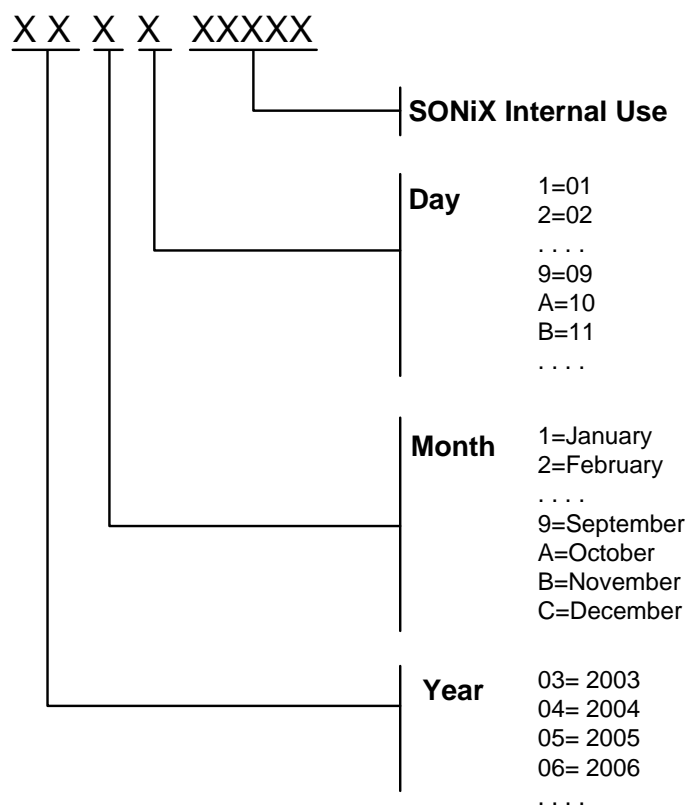 X X X X XXXXX
SONiX Internal Use
Day
1=01
2=02
. . . .
9=09
A=10
B=11
. . . .
Month
1=January
2=February
. . . .
9=September
A=October
B=November
C=December
Year
03= 2003
04= 2004
05= 2005
06= 2006
. . . .